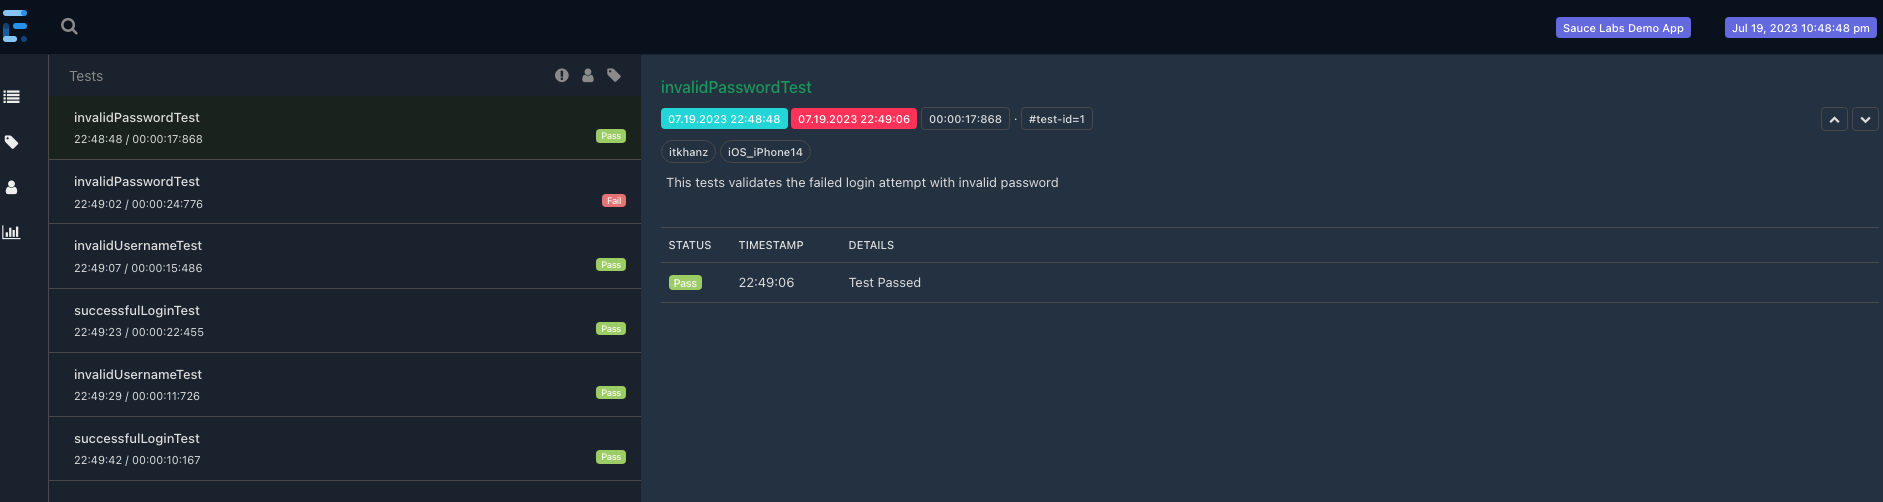 Sauce Labs Demo App Jul 19, 2023 10:48:48 pm
Tests
invalidPasswordTest
22:48:48 / 00:00:17:868 Pass
invalidPasswordTest
22:49:02 / 00:00:24:776 Fail
invalidUsernameTest
22:49:07 / 00:00:15:486 Pass
successfulLoginTest
22:49:23 / 00:00:22:455 Pass
invalidUsernameTest
22:49:29 / 00:00:11:726 Pass
successfulLoginTest
22:49:42 / 00:00:10:167 Pass
invalidPasswordTest
07.19.2023 22:48:48 07.19.2023 22:49:06 00:00:17:868 · #test-id=1
itkhanz iOS_iPhone14
This tests validates the failed login attempt with invalid password
STATUS TIMESTAMP DETAILS
Pass 22:49:06 Test Passed